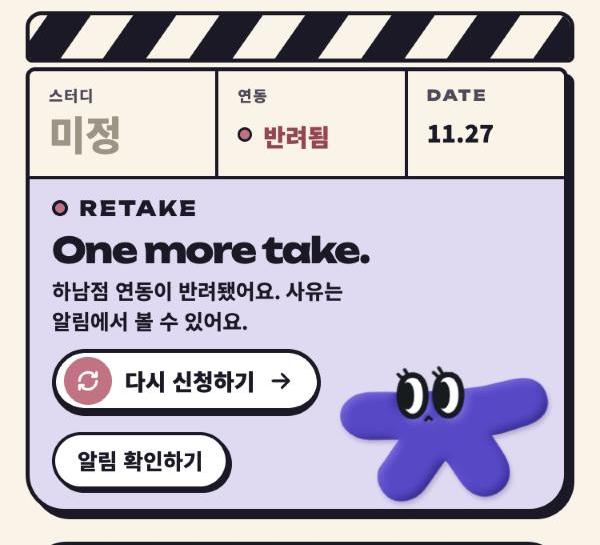 스터디
미정
연동
반려됨
DATE
11.27
RETAKE
One more take.
하남점 연동이 반려됐어요. 사유는
알림에서 볼 수 있어요.
다시 신청하기 →
알림 확인하기